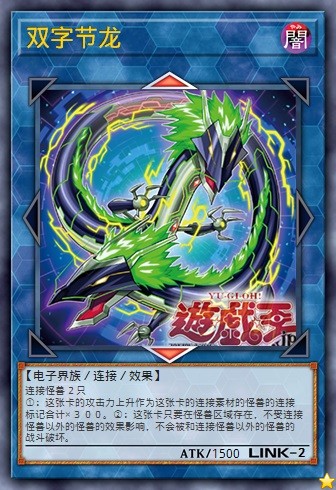 双字节龙
闇
YU-GI-OH!
遊戯王
.JP
【电子界族／连接／效果】
连接怪兽２只
①：这张卡的攻击力上升作为这张卡的连接素材的怪兽的连接
标记合计×３００。②：这张卡只要在怪兽区域存在，不受连接
怪兽以外的怪兽的效果影响，不会被和连接怪兽以外的怪兽的
战斗破坏。
ATK/1500 LINK-2